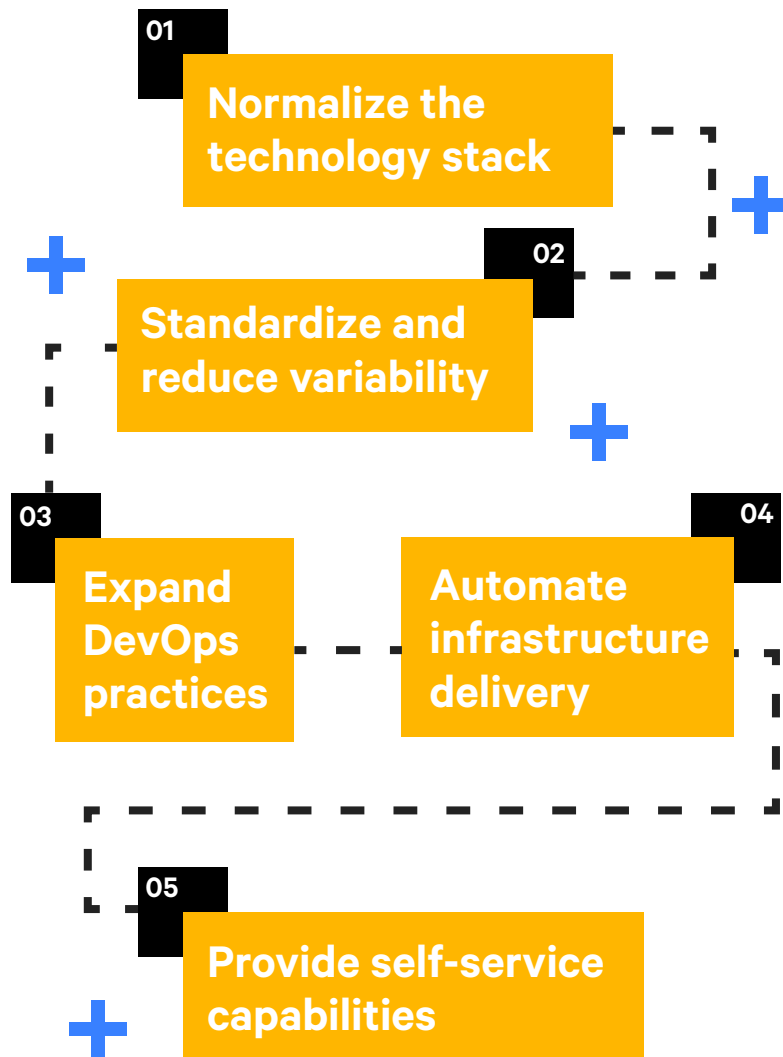 01
Normalize the
technology stack
02
Standardize and
reduce variability
03
Expand
DevOps
practices
04
Automate
infrastructure
delivery
05
Provide self-service
capabilities